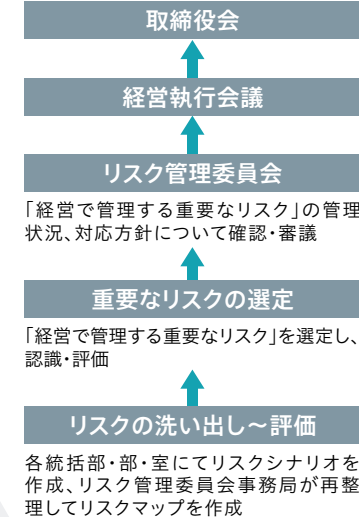 取締役会
経営執行会議
リスク管理委員会
「経営で管理する重要なリスク」の管理
状況、対応方針について確認・審議
重要なリスクの選定
「経営で管理する重要なリスク」を選定し、
認識・評価
リスクの洗い出し～評価
各統括部・部・室にてリスクシナリオを
作成、リスク管理委員会事務局が再整
理してリスクマップを作成